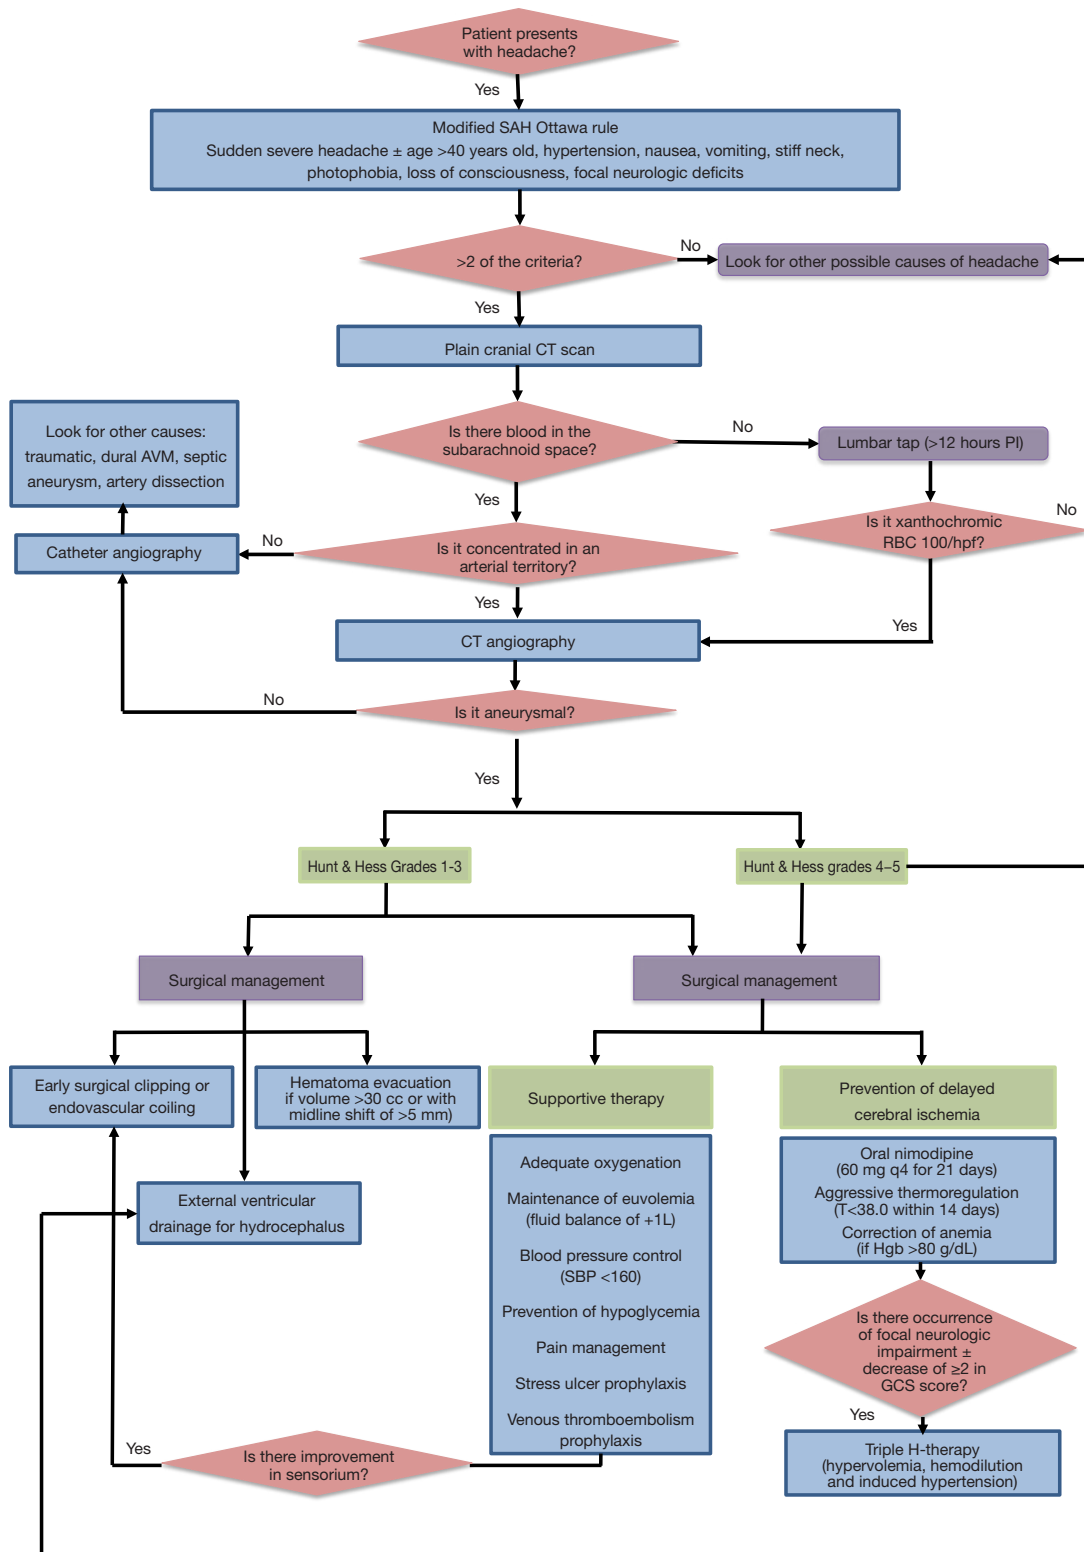 Patient presents
with headache?
Yes
Modified SAH Ottawa rule
Sudden severe headache ± age >40 years old, hypertension, nausea, vomiting, stiff neck,
photophobia, loss of consciousness, focal neurologic deficits
>2 of the criteria?
No
Look for other possible causes of headache
Yes
Plain cranial CT scan
Is there blood in the
subarachnoid space?
No
Lumbar tap (>12 hours PI)
Look for other causes:
traumatic, dural AVM, septic
aneurysm, artery dissection
Yes
Is it xanthochromic
RBC 100/hpf?
No
Catheter angiography
No
Is it concentrated in an
arterial territory?
Yes
Yes
CT angiography
No
Is it aneurysmal?
Yes
Hunt & Hess Grades 1-3
Hunt & Hess grades 4–5
Surgical management
Surgical management
Early surgical clipping or
endovascular coiling
Hematoma evacuation
if volume >30 cc or with
midline shift of >5 mm)
Supportive therapy
Prevention of delayed
cerebral ischemia
External ventricular
drainage for hydrocephalus
Adequate oxygenation
Maintenance of euvolemia
(fluid balance of +1L)
Blood pressure control
(SBP <160)
Prevention of hypoglycemia
Pain management
Stress ulcer prophylaxis
Venous thromboembolism
prophylaxis
Oral nimodipine
(60 mg q4 for 21 days)
Aggressive thermoregulation
(T<38.0 within 14 days)
Correction of anemia
(if Hgb >80 g/dL)
Is there occurrence
of focal neurologic
impairment ±
decrease of ≥2 in
GCS score?
Yes
Triple H-therapy
(hypervolemia, hemodilution
and induced hypertension)
Yes
Is there improvement
in sensorium?